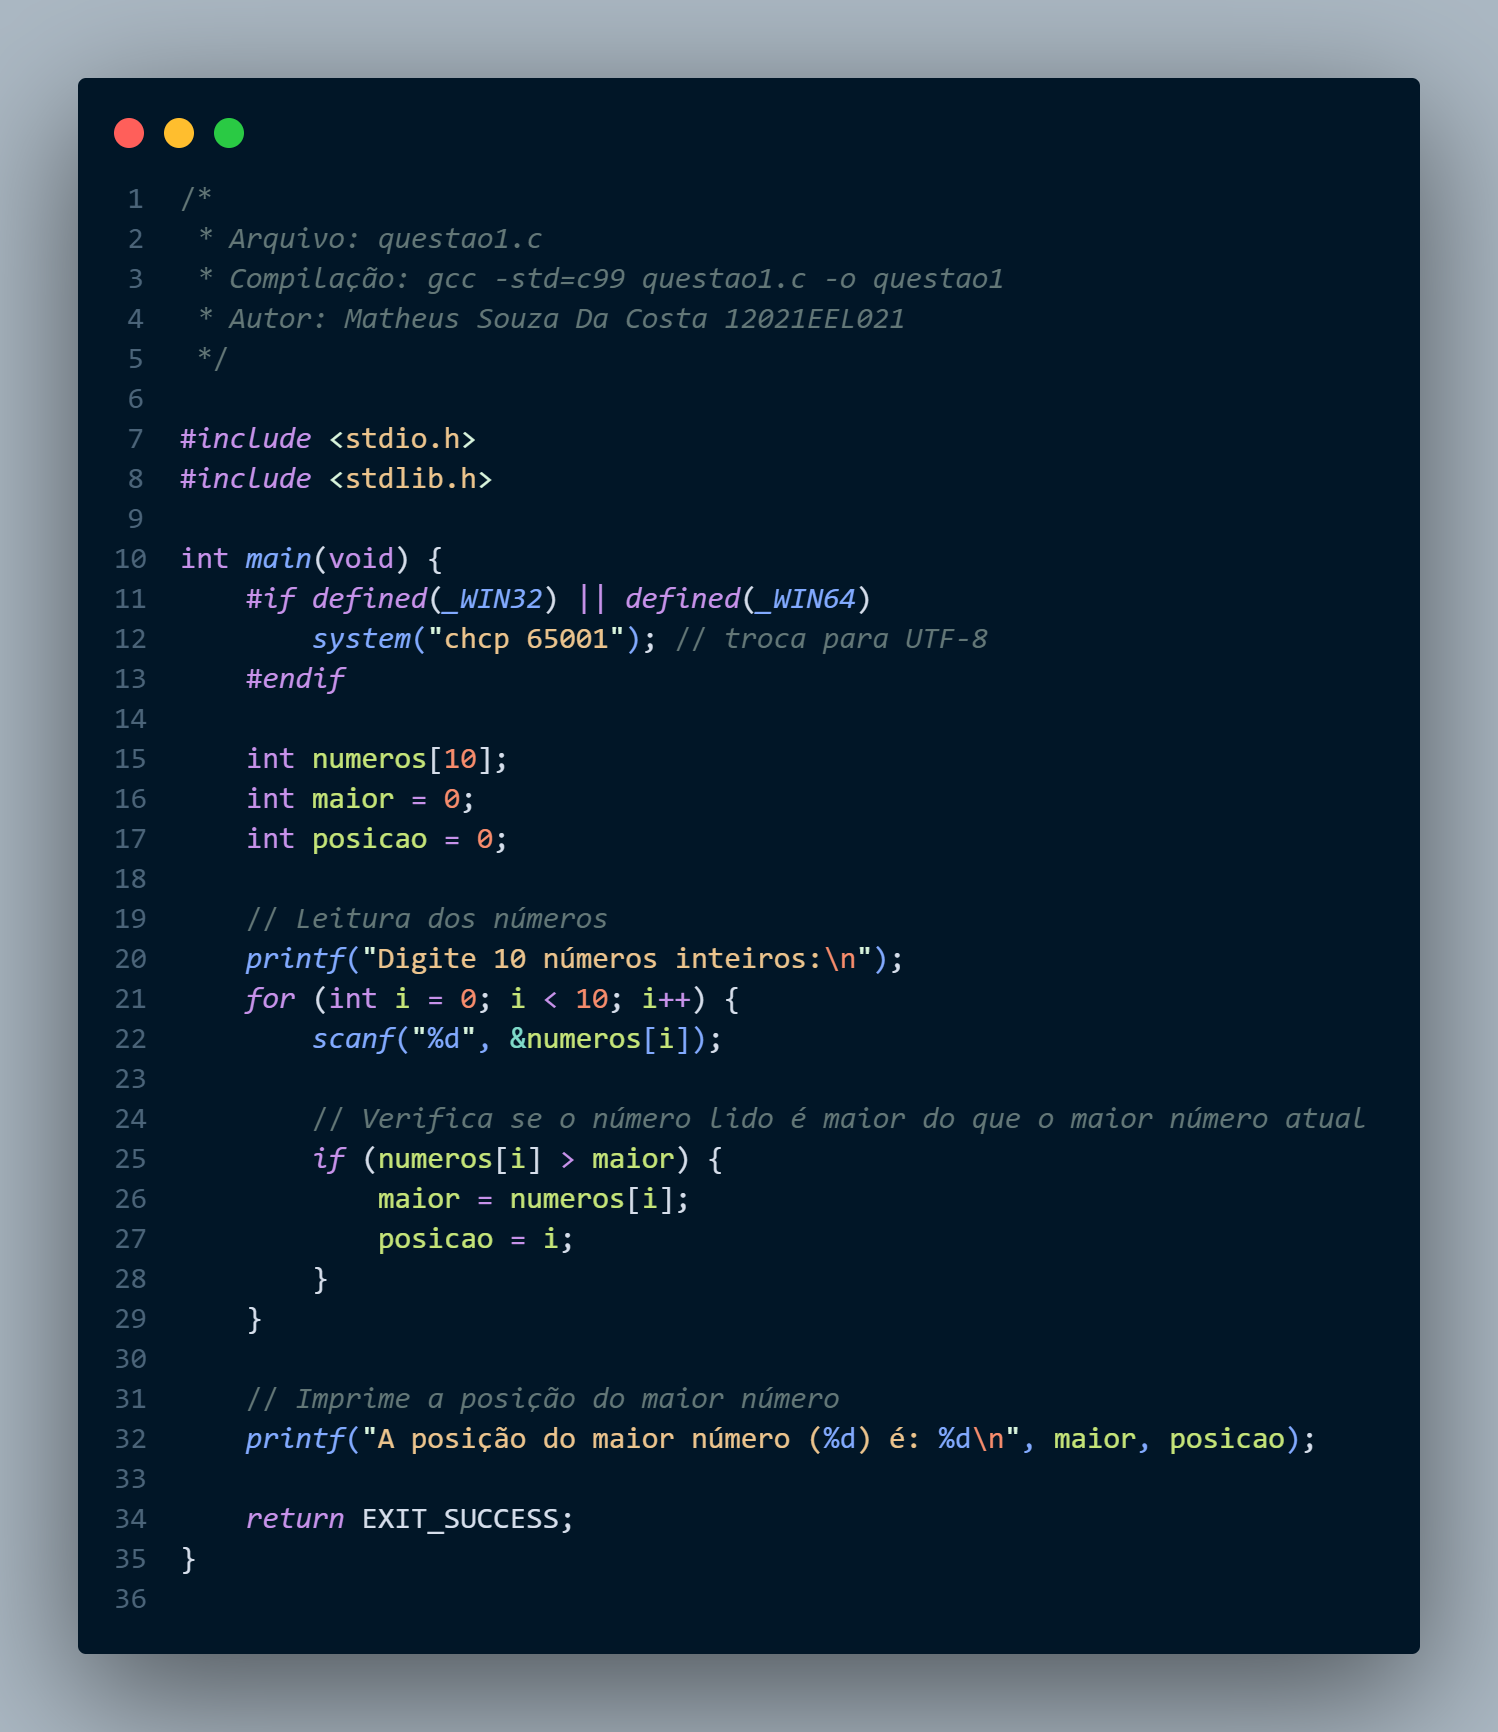 1 /*
2  * Arquivo: questao1.c
3  * Compilação: gcc -std=c99 questao1.c -o questao1
4  * Autor: Matheus Souza Da Costa 12021EEL021
5  */
6
7 #include <stdio.h>
8 #include <stdlib.h>
9
10 int main(void) {
11     #if defined(_WIN32) || defined(_WIN64)
12         system("chcp 65001"); // troca para UTF-8
13     #endif
14
15     int numeros[10];
16     int maior = 0;
17     int posicao = 0;
18
19     // Leitura dos números
20     printf("Digite 10 números inteiros:\n");
21     for (int i = 0; i < 10; i++) {
22         scanf("%d", &numeros[i]);
23
24         // Verifica se o número lido é maior do que o maior número atual
25         if (numeros[i] > maior) {
26             maior = numeros[i];
27             posicao = i;
28         }
29     }
30
31     // Imprime a posição do maior número
32     printf("A posição do maior número (%d) é: %d\n", maior, posicao);
33
34     return EXIT_SUCCESS;
35 }
36